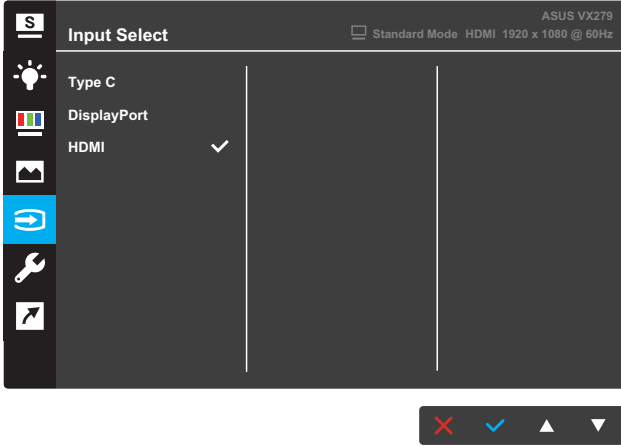 S
ASUS VX279
Input Select
Standard Mode HDMI 1920 x 1080 @ 60Hz
Type C
DisplayPort
HDMI